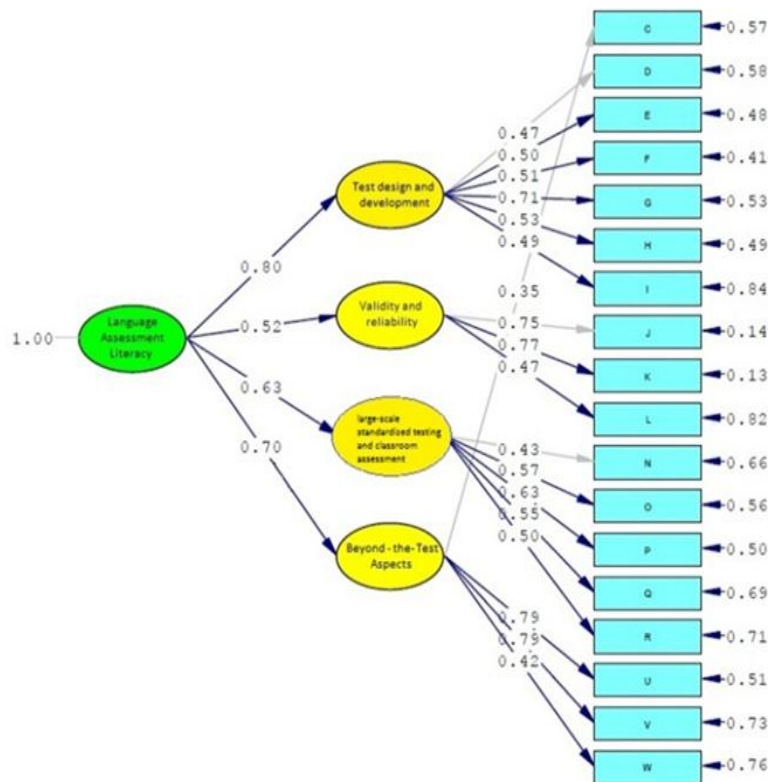 C
0.57
D
0.58
E
0.48
F
0.41
G
0.53
H
0.49
I
0.84
J
0.14
K
0.13
L
0.82
N
0.66
O
0.56
P
0.50
Q
0.69
R
0.71
U
0.51
V
0.73
W
0.76
0.47
0.50
0.51
0.71
0.53
0.49
0.35
0.75
0.77
0.47
0.43
0.57
0.63
0.55
0.50
0.79
0.79
0.42
Test design and
development
Validity and
reliability
large-scale
standardised testing
and classroom
assessment
Beyond-the-Test
Aspects
0.80
0.52
0.63
0.70
Language
Assessment
Literacy
1.00